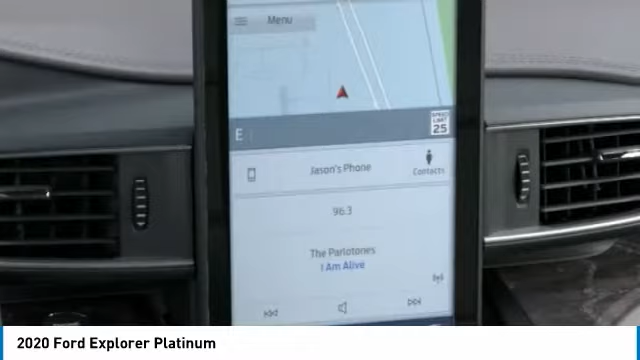 Menu
E
SPEED
LIMIT
25
Jason's Phone
Contacts
96.3
The Parlotones
I Am Alive
2020 Ford Explorer Platinum